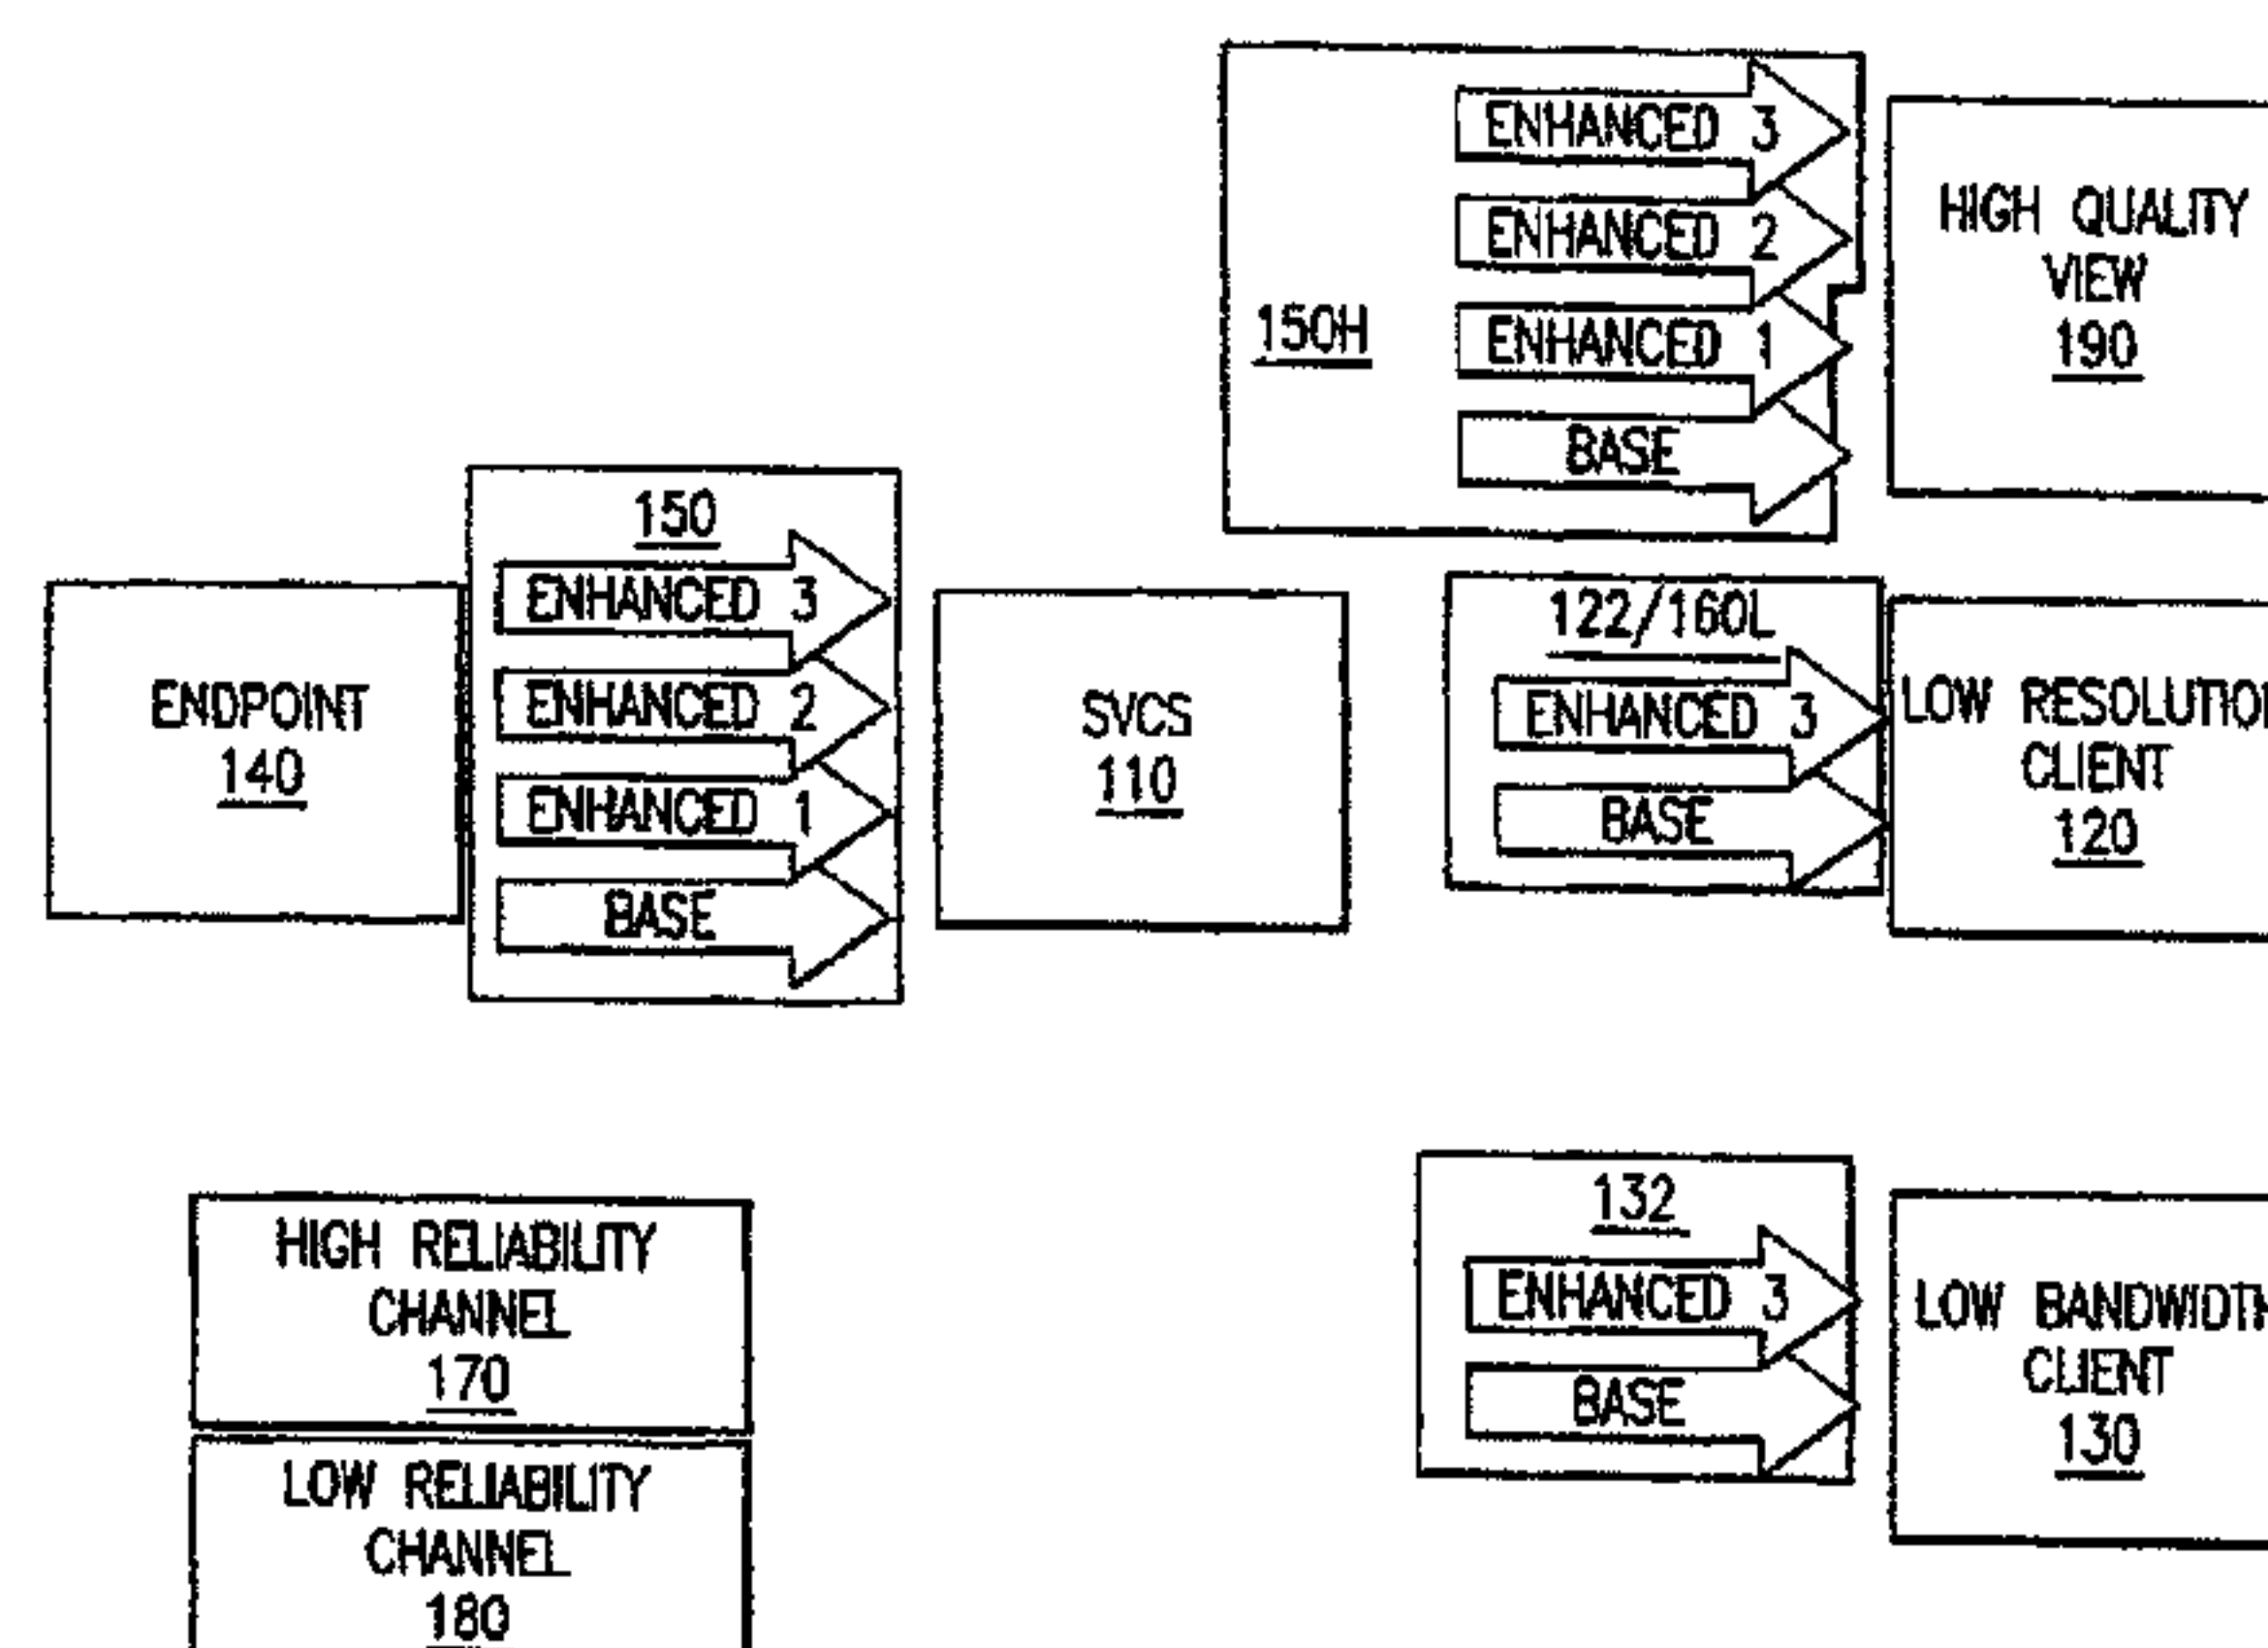 ENHANCED 3
ENHANCED 2
150H
ENHANCED 1
BASE
HIGH QUALITY
VIEW
190
150
ENHANCED 3
ENHANCED 2
ENHANCED 1
BASE
ENDPOINT
140
SVCS
110
122/160L
ENHANCED 3
BASE
LOW RESOLUTION
CLIENT
120
132
ENHANCED 3
BASE
LOW BANDWIDTH
CLIENT
130
HIGH RELIABILITY
CHANNEL
170
LOW RELIABILITY
CHANNEL
180